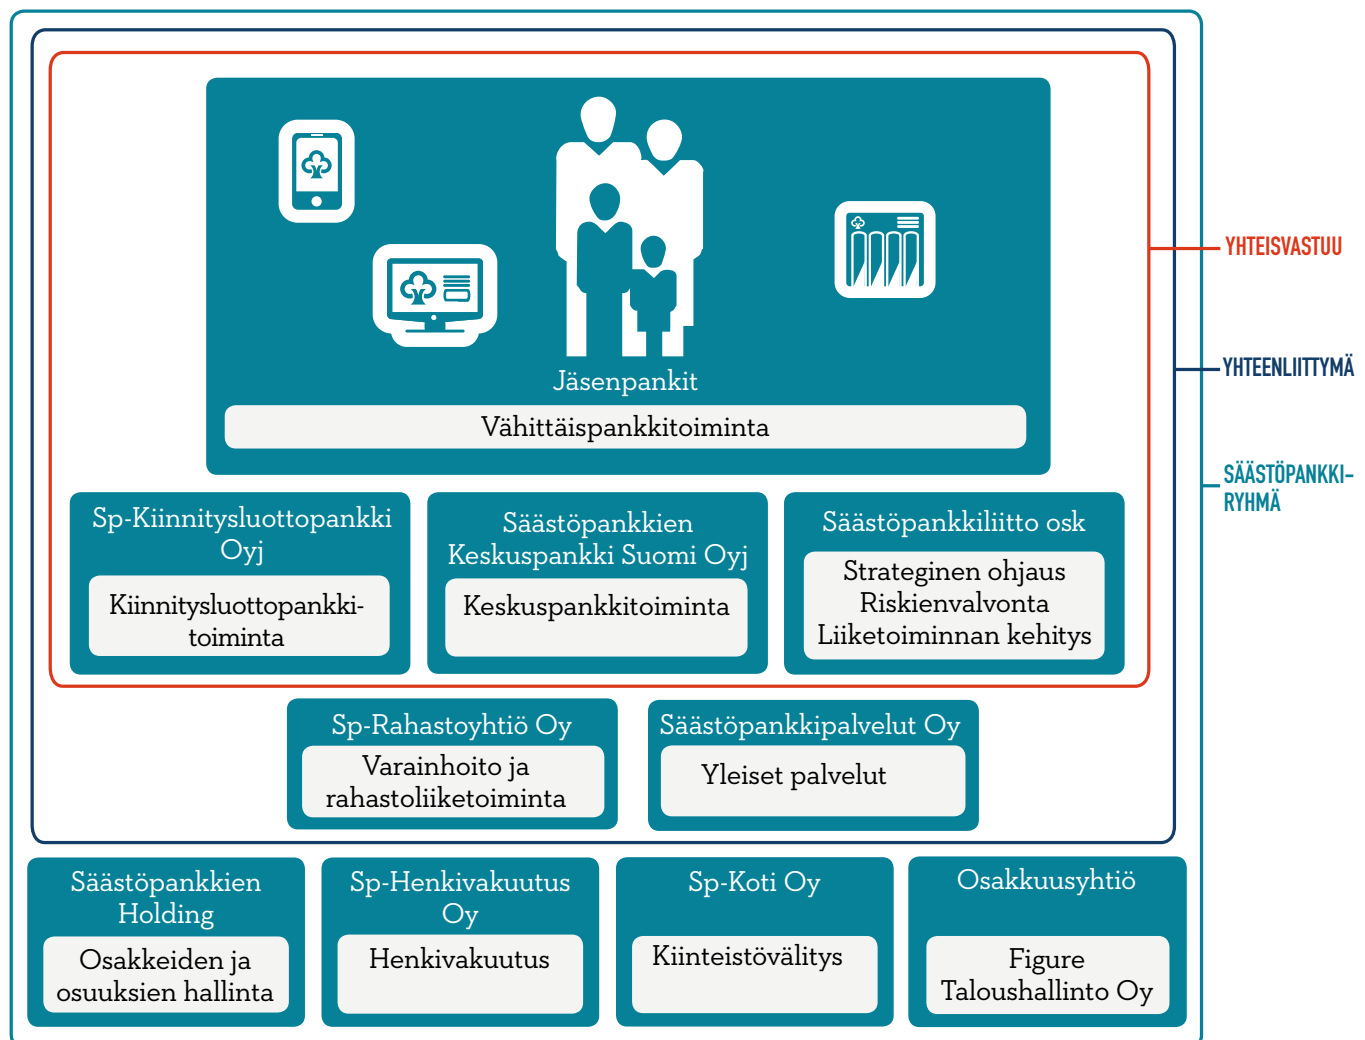 Jäsenpankit
Vähittäispankkitoiminta
Sp-Kiinnitysluottopankki
Oyj
Kiinnitysluottopankki-
toiminta
Säästöpankkien
Keskuspankki Suomi Oyj
Keskuspankkitoiminta
Säästöpankkiliitto osk
Strateginen ohjaus
Riskienvalvonta
Liiketoiminnan kehitys
Sp-Rahastoyhtiö Oy
Varainhoito ja
rahastoliiketoiminta
Säästöpankkipalvelut Oy
Yleiset palvelut
Säästöpankkien
Holding
Osakkeiden ja
osuuksien hallinta
Sp-Henkivakuutus
Oy
Henkivakuutus
Sp-Koti Oy
Kiinteistövälitys
Osakkuusyhtiö
Figure
Taloushallinto Oy
YHTEISVASTUU
YHTEENLIITTYMÄ
SÄÄSTÖPANKKI-
RYHMÄ